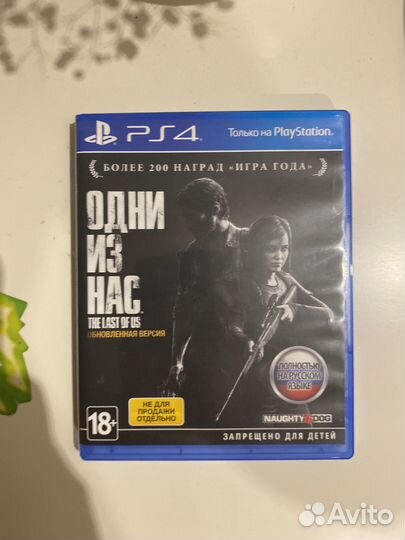 PS4
Только на PlayStation
БОЛЕЕ 200 НАГРАД «ИГРА ГОДА»
ОДНИ
ИЗ
НАС
THE LAST OF US
ОБНОВЛЕННАЯ ВЕРСИЯ
ПОЛНОСТЬЮ
НА РУССКОМ
ЯЗЫКЕ
18+
НЕ ДЛЯ
ПРОДАЖИ
ОТДЕЛЬНО
NAUGHTY DOG
ЗАПРЕЩЕНО ДЛЯ ДЕТЕЙ
Avito